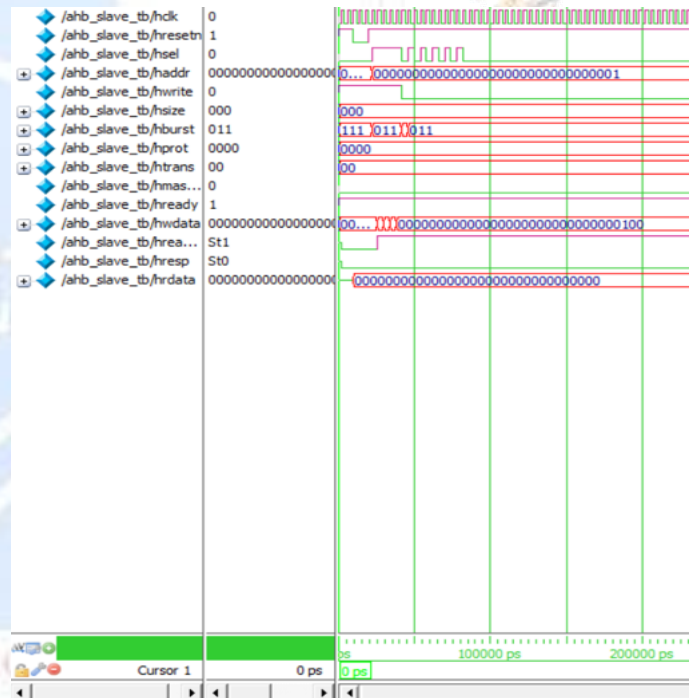 /ahb_slave_tb/hclk 0
/ahb_slave_tb/hresetn 1
/ahb_slave_tb/hsel 0
/ahb_slave_tb/haddr 0000000000000000000 0... 00000000000000000000000000000001
/ahb_slave_tb/hwrite 0
/ahb_slave_tb/hsize 000 000
/ahb_slave_tb/hburst 011 111 011 011
/ahb_slave_tb/hprot 0000 0000
/ahb_slave_tb/htrans 00 00
/ahb_slave_tb/hmas... 0
/ahb_slave_tb/hready 1
/ahb_slave_tb/hwdata 0000000000000000000 00... 00000000000000000000000000000100
/ahb_slave_tb/hrea... St1
/ahb_slave_tb/hresp St0
/ahb_slave_tb/hrdata 0000000000000000000 00000000000000000000000000000000
ps 100000 ps 200000 ps
Cursor 1 0 ps 0 ps